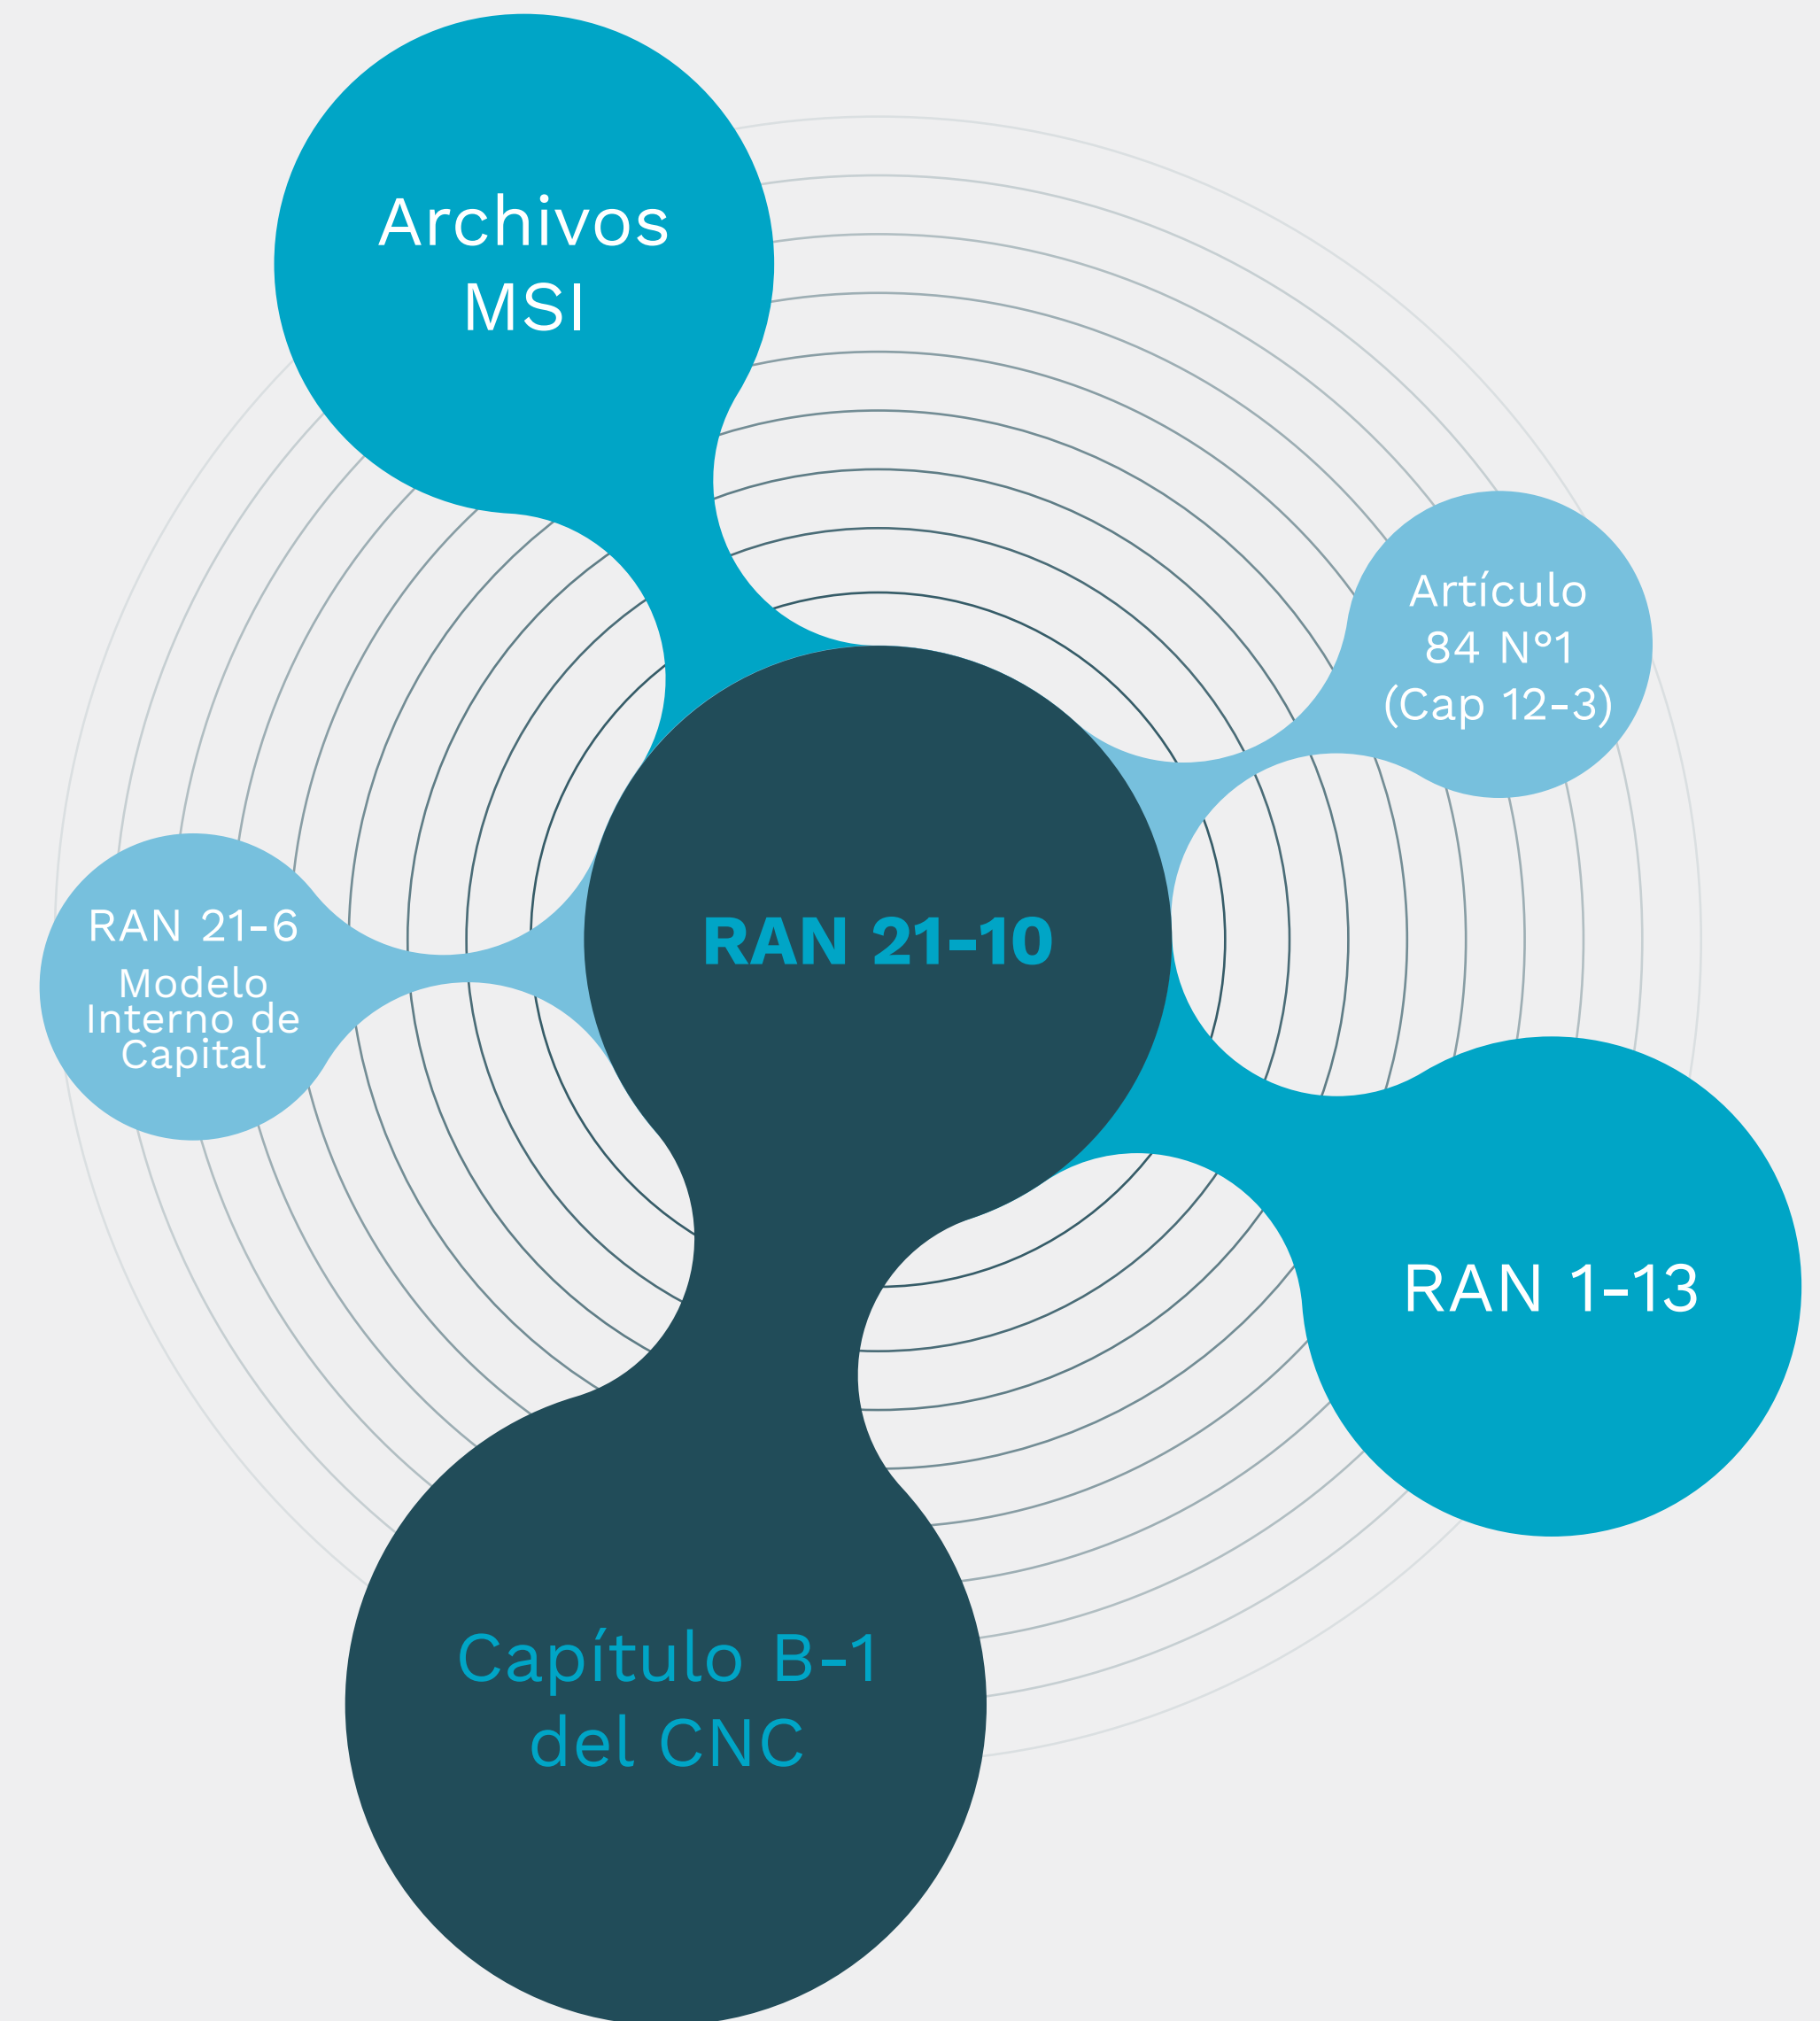 Archivos
MSI
Artículo
84 N°1
(Cap 12-3)
RAN 21-6
Modelo
Interno de
Capital
RAN 21-10
RAN 1-13
Capítulo B-1
del CNC